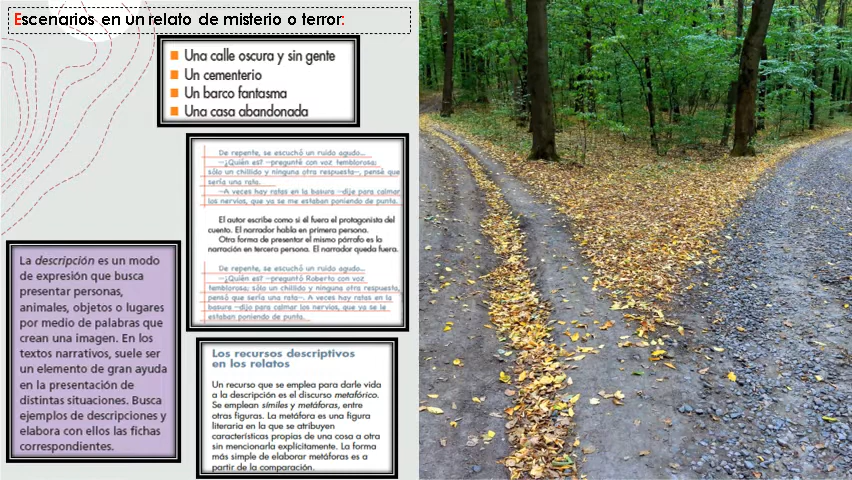 Escenarios en un relato de misterio o terror:
Una calle oscura y sin gente
Un cementerio
Un barco fantasma
Una casa abandonada
De repente, se escuchó un ruido agudo...
—¿Quién es? —pregunté con voz temblorosa;
sólo un chillido y ninguna otra respuesta—, pensé que
sería una rata.
—A veces hay ratas en la basura —dije para calmar
los nervios, que ya se me estaban poniendo de punta.
El autor escribe como si él fuera el protagonista del
cuento. El narrador habla en primera persona.
Otra forma de presentar el mismo párrafo es la
narración en tercera persona. El narrador queda fuera.
De repente, se escuchó un ruido agudo...
—¿Quién es? —preguntó Roberto con voz
temblorosa; sólo un chillido y ninguna otra respuesta,
pensó que sería una rata—. A veces hay ratas en la
basura —dijo para calmar los nervios, que ya se le
estaban poniendo de punta.
La descripción es un modo
de expresión que busca
presentar personas,
animales, objetos o lugares
por medio de palabras que
crean una imagen. En los
textos narrativos, suele ser
un elemento de gran ayuda
en la presentación de
distintas situaciones. Busca
ejemplos de descripciones y
elabora con ellos las fichas
correspondientes.
Los recursos descriptivos
en los relatos
Un recurso que se emplea para darle vida
a la descripción es el discurso metafórico.
Se emplean símiles y metáforas, entre
otras figuras. La metáfora es una figura
literaria en la que se atribuyen
características propias de una cosa a otra
sin mencionarla explícitamente. La forma
más simple de elaborar metáforas es a
partir de la comparación.